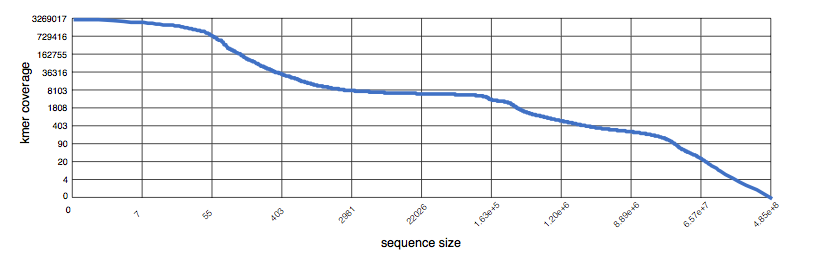 3269017
729416
162755
36316
8103
1808
403
90
20
4
0
kmer coverage
0
7
55
403
2981
22026
1.63e+5
1.20e+6
8.89e+6
6.57e+7
4.85e+8
sequence size